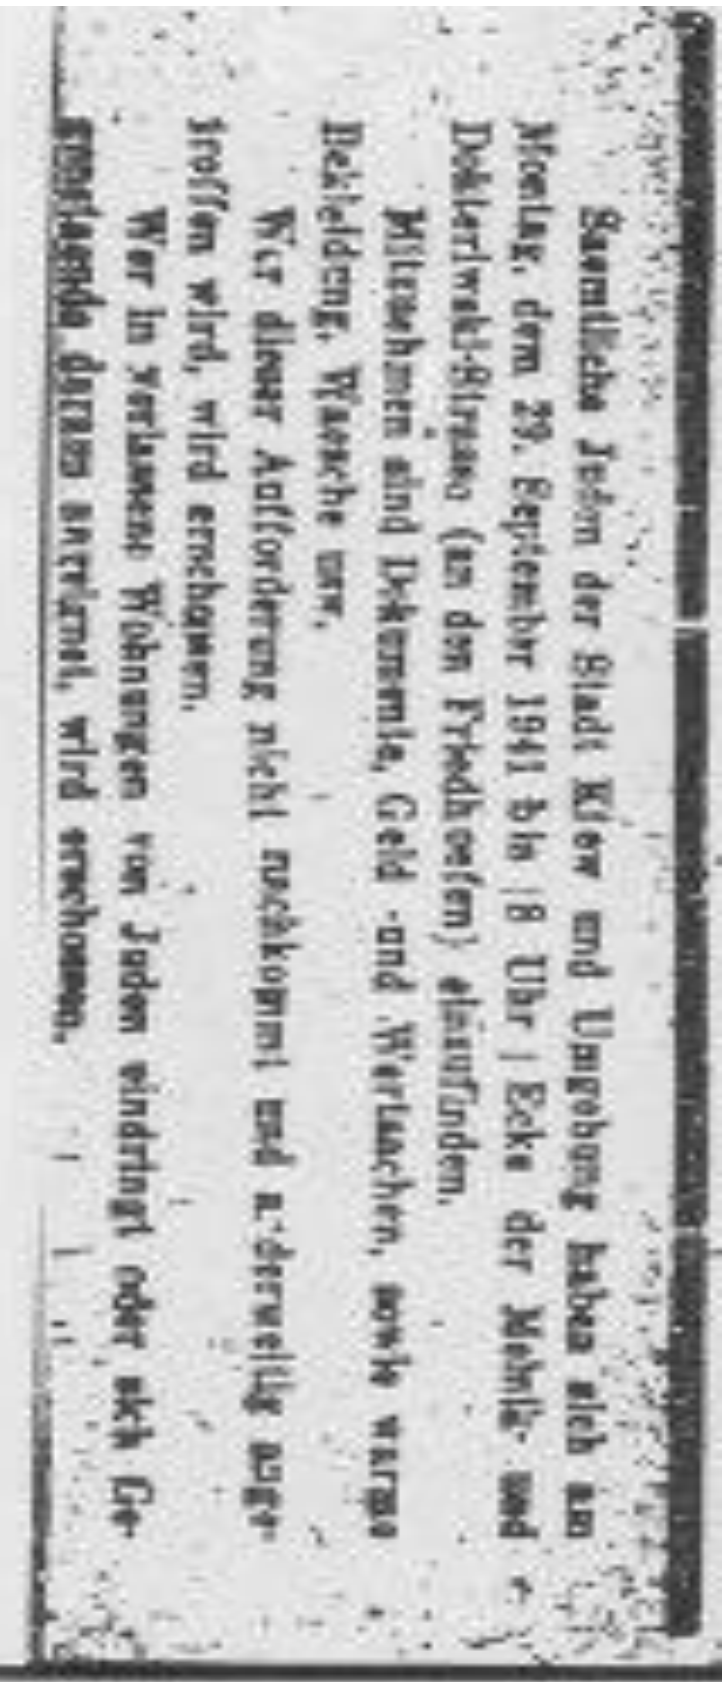 Saemtliche Juden der Stadt Kiew und Umgebung haben sich am
Montag, dem 29. September 1941 bis 8 Uhr, Ecke der Melnik- und
Dokteriwski-Strasse (an den Friedhoefen) einzufinden.
Mitzunehmen sind Dokumente, Geld und Wertsachen, sowie warme
Bekleidung, Waesche usw.
Wer dieser Aufforderung nicht nachkommt und anderweitig ange-
troffen wird, wird erschossen.
Wer in verlassene Wohnungen von Juden eindringt oder sich Ge-
genstaende daraus aneignet, wird erschossen.